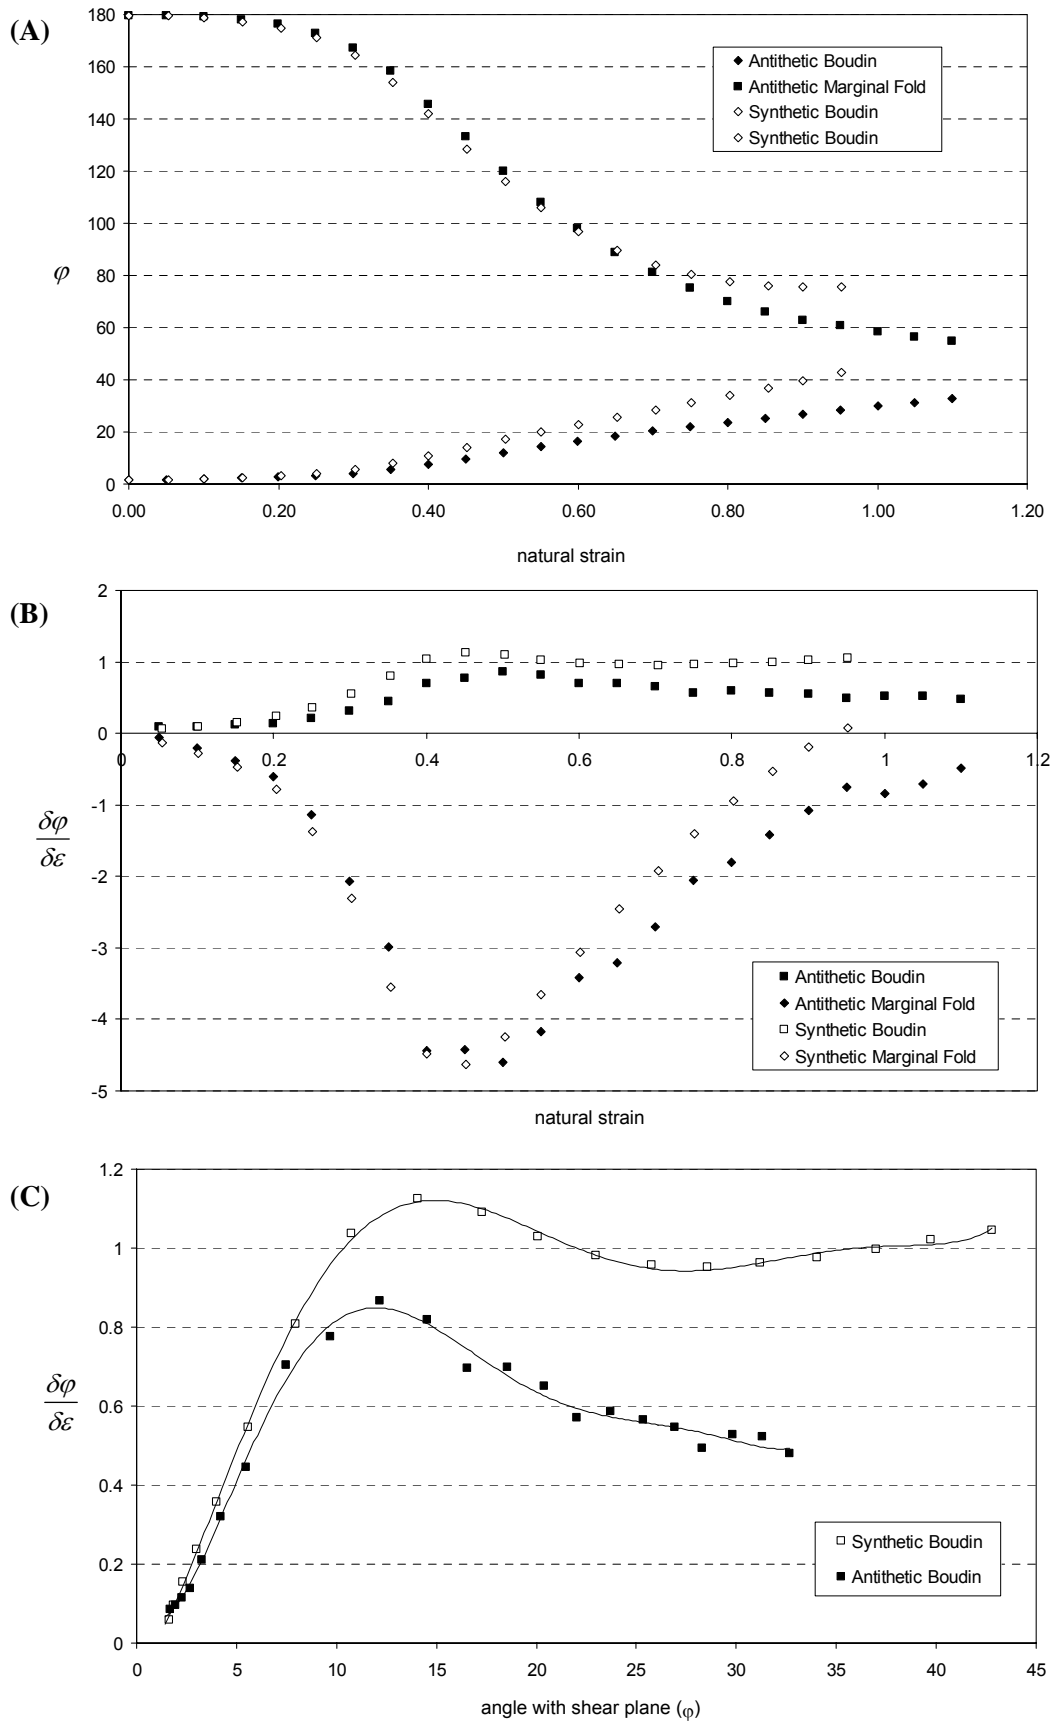 (A)
180
160
140
120
100
80
60
40
20
0
φ
0.00 0.20 0.40 0.60 0.80 1.00 1.20
natural strain
Antithetic Boudin
Antithetic Marginal Fold
Synthetic Boudin
Synthetic Boudin
(B)
2
1
0
-1
-2
-3
-4
-5
δφ
δε
0 0.2 0.4 0.6 0.8 1 1.2
natural strain
Antithetic Boudin
Antithetic Marginal Fold
Synthetic Boudin
Synthetic Marginal Fold
(C)
1.2
1
0.8
0.6
0.4
0.2
0
δφ
δε
0 5 10 15 20 25 30 35 40 45
angle with shear plane (φ)
Synthetic Boudin
Antithetic Boudin